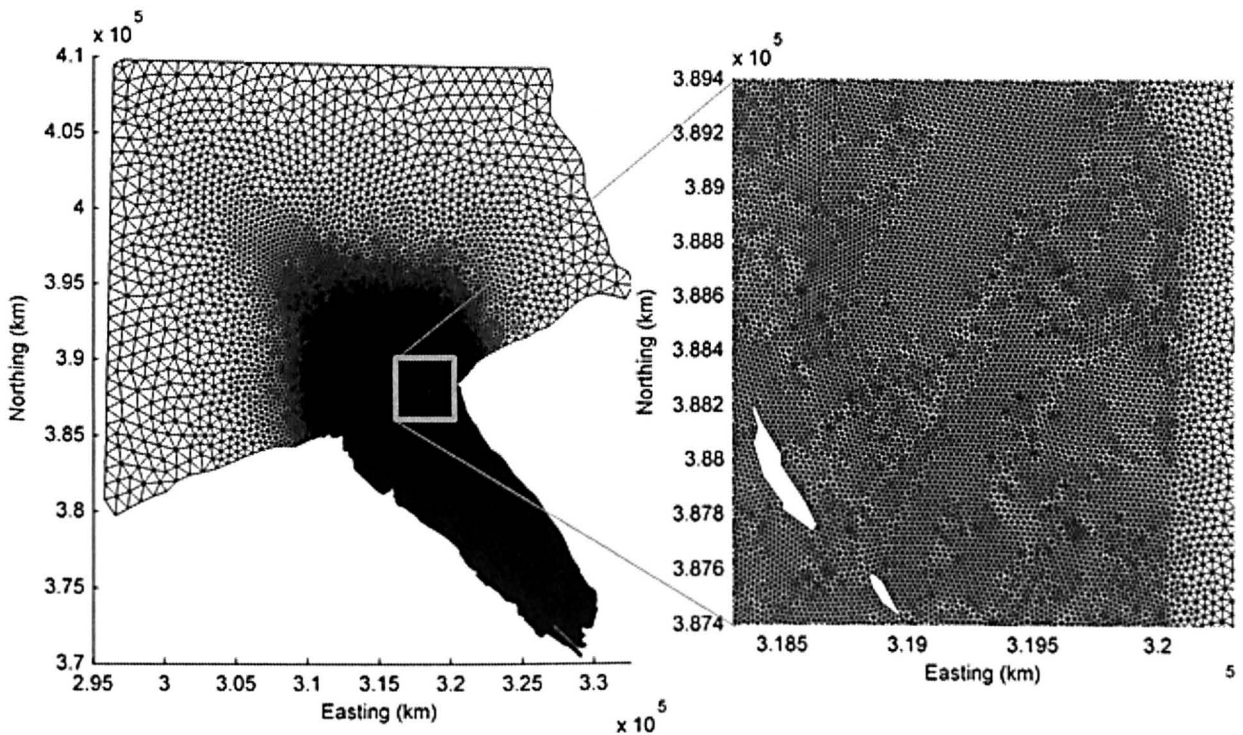 x 10 5
4.1
4.05
4
3.95
3.9
3.85
3.8
3.75
3.7
Northing (km)
2.95 3 3.05 3.1 3.15 3.2 3.25 3.3
Easting (km)
x 10 5
x 10 5
3.894
3.892
3.89
3.888
3.886
3.884
3.882
3.88
3.878
3.876
3.874
Northing (km)
3.185 3.19 3.195 3.2
Easting (km)
5